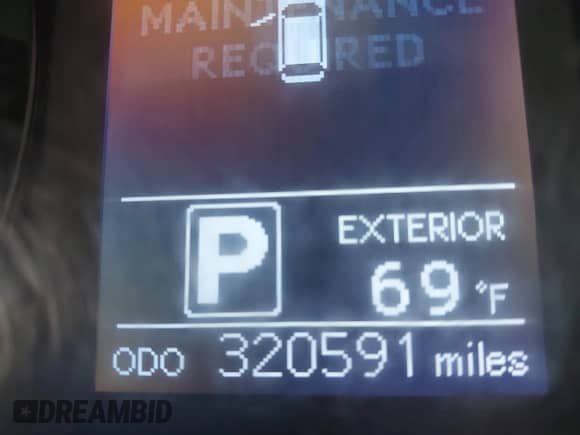 MAINTENANCE
REQUIRED
P
EXTERIOR
69 °F
ODO 320591 miles
DREAMBID